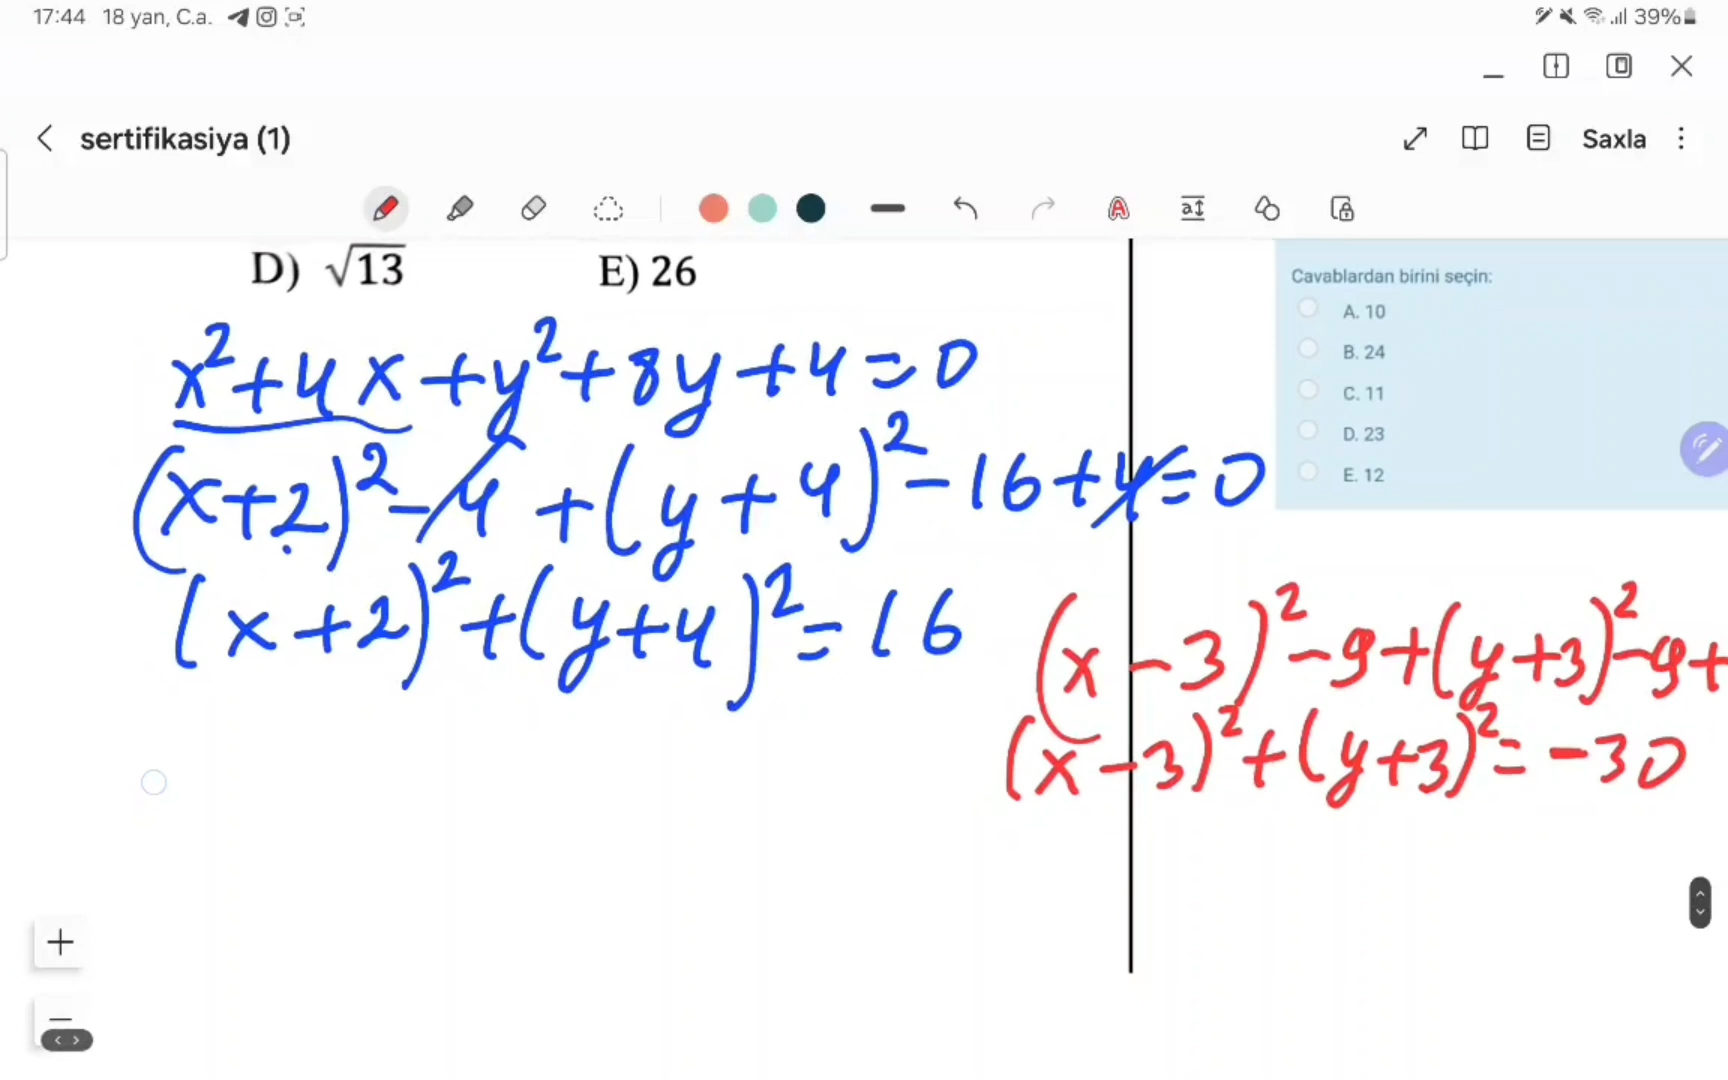 17:44 18 yan, C.a.
39%
sertifikasiya (1)
Saxla
D) √13 E) 26
x²+4x+y²+8y+4=0
(x+2)²-4+(y+4)²-16+4=0
(x+2)²+(y+4)²=16
Cavablardan birini seçin:
A. 10
B. 24
C. 11
D. 23
E. 12
(x-3)²-9+(y+3)²-9+
(x-3)²+(y+3)²=-30